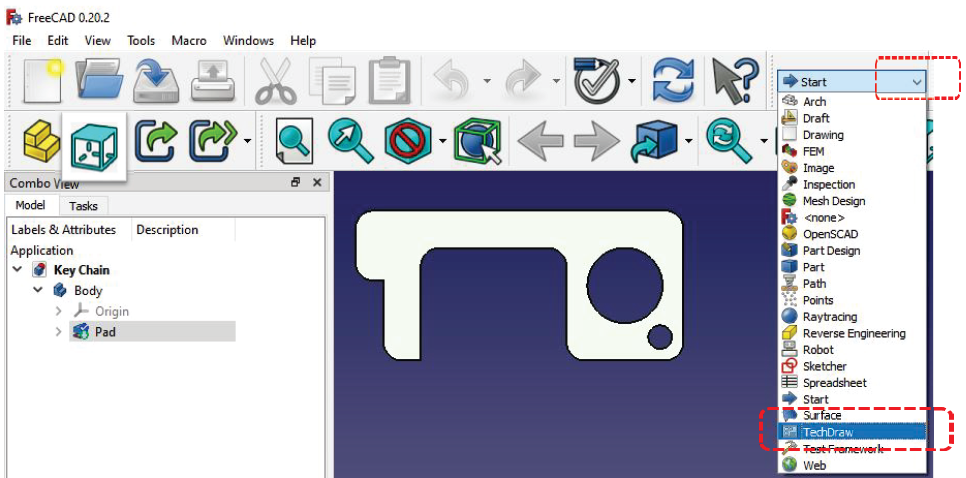 FreeCAD 0.20.2
File Edit View Tools Macro Windows Help
Start
Arch
Draft
Drawing
FEM
Image
Inspection
Mesh Design
<none>
OpenSCAD
Part Design
Part
Path
Points
Raytracing
Reverse Engineering
Robot
Sketcher
Spreadsheet
Start
Surface
TechDraw
Test Framework
Web
Combo View
Model Tasks
Labels & Attributes Description
Application
Key Chain
Body
Origin
Pad